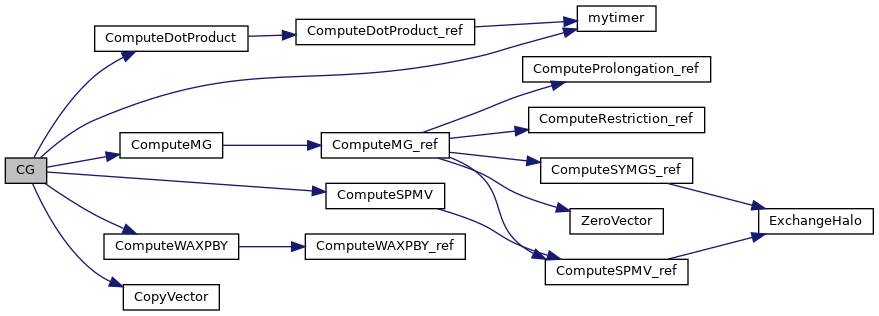 CG
ComputeDotProduct
ComputeDotProduct_ref
mytimer
ComputeMG
ComputeMG_ref
ComputeProlongation_ref
ComputeRestriction_ref
ComputeSYMGS_ref
ZeroVector
ComputeSPMV
ComputeSPMV_ref
ExchangeHalo
ComputeWAXPBY
ComputeWAXPBY_ref
CopyVector